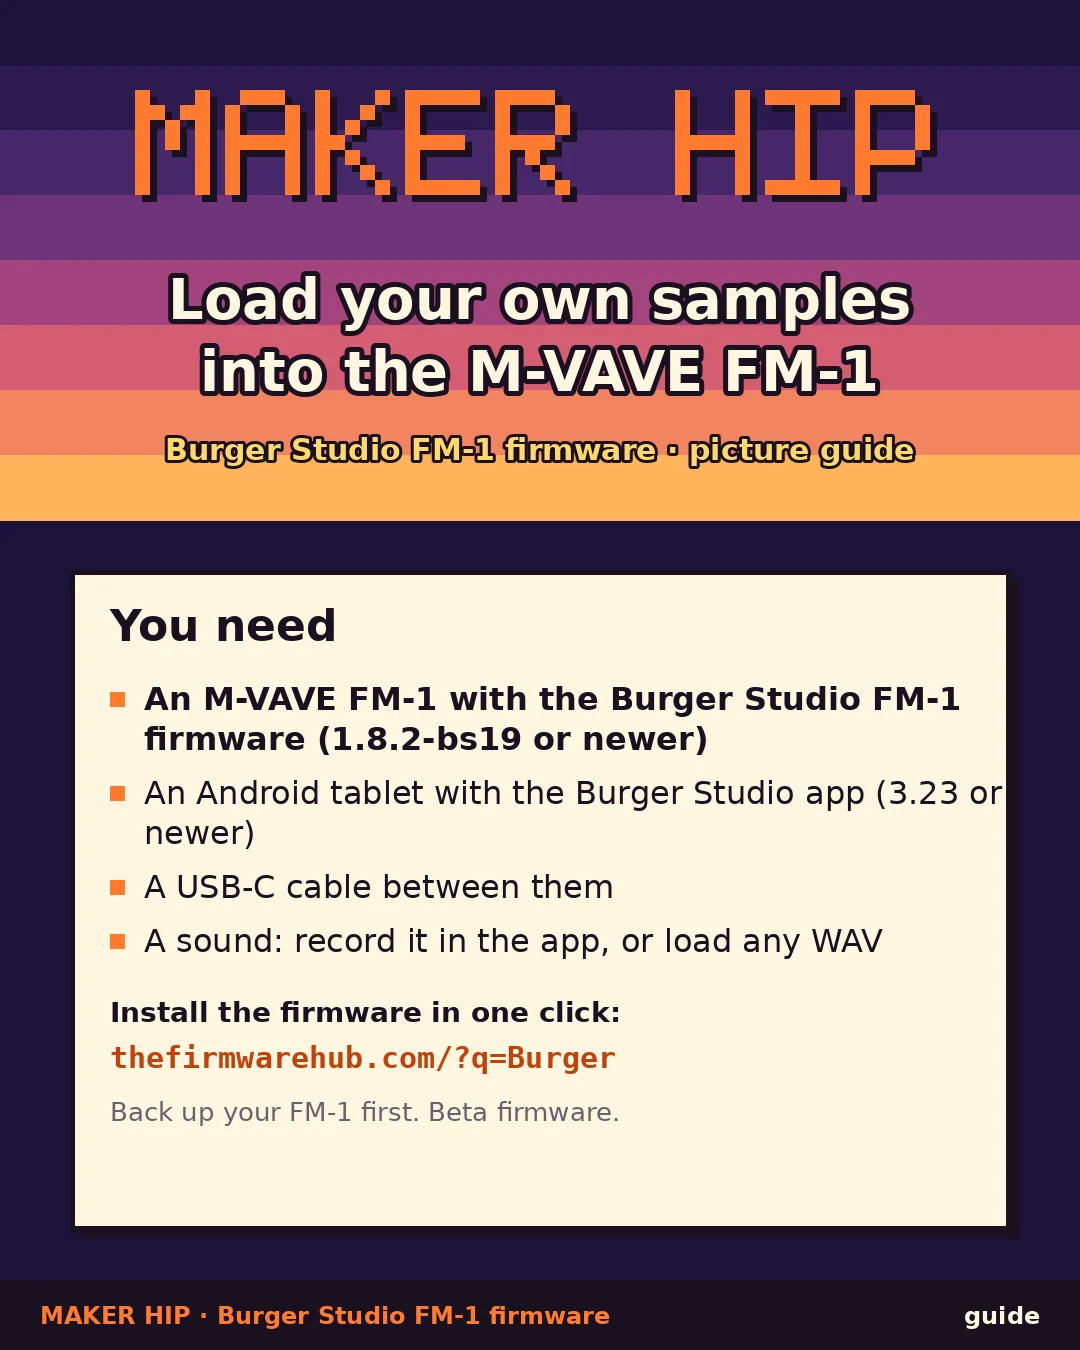 MAKER HIP
Load your own samples
into the M-VAVE FM-1
Burger Studio FM-1 firmware · picture guide
You need
An M-VAVE FM-1 with the Burger Studio FM-1
firmware (1.8.2-bs19 or newer)
An Android tablet with the Burger Studio app (3.23 or
newer)
A USB-C cable between them
A sound: record it in the app, or load any WAV
Install the firmware in one click:
thefirmwarehub.com/?q=Burger
Back up your FM-1 first. Beta firmware.
MAKER HIP · Burger Studio FM-1 firmware
guide